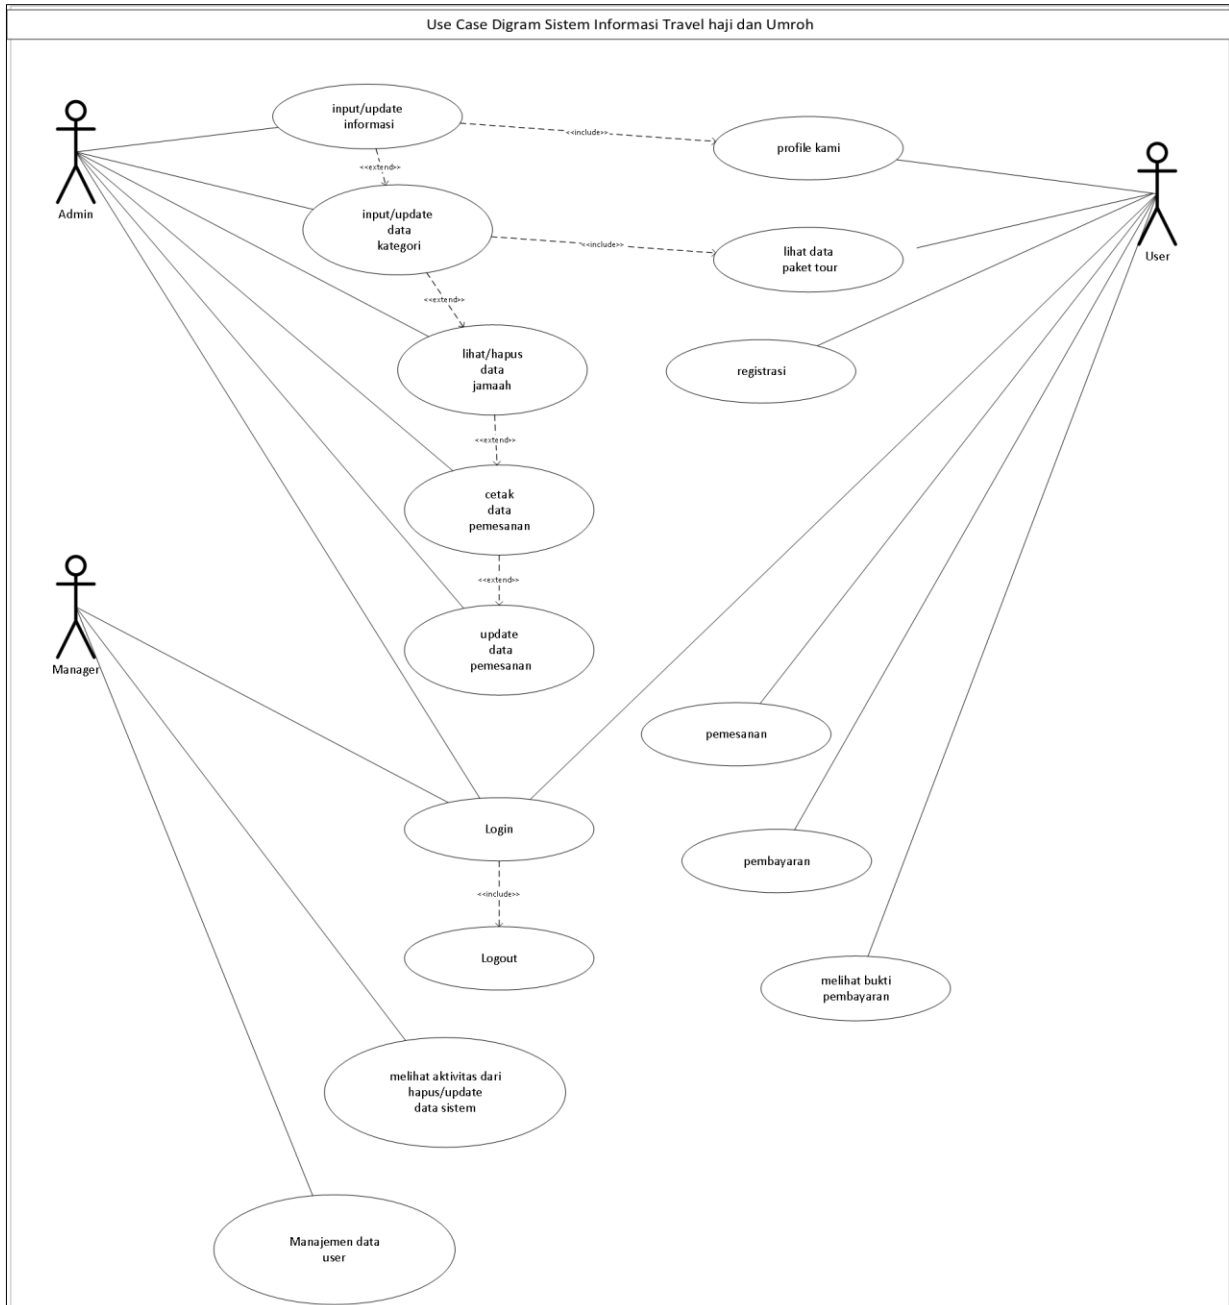 Use Case Digram Sistem Informasi Travel haji dan Umroh
input/update
informasi
<<include>>
profile kami
<<extend>>
Admin
input/update
data
kategori
<<include>>
lihat data
paket tour
User
<<extend>>
lihat/hapus
data
jamaah
registrasi
<<extend>>
cetak
data
pemesanan
<<extend>>
update
data
pemesanan
Manager
pemesanan
Login
pembayaran
<<include>>
Logout
melihat bukti
pembayaran
melihat aktivitas dari
hapus/update
data sistem
Manajemen data
user